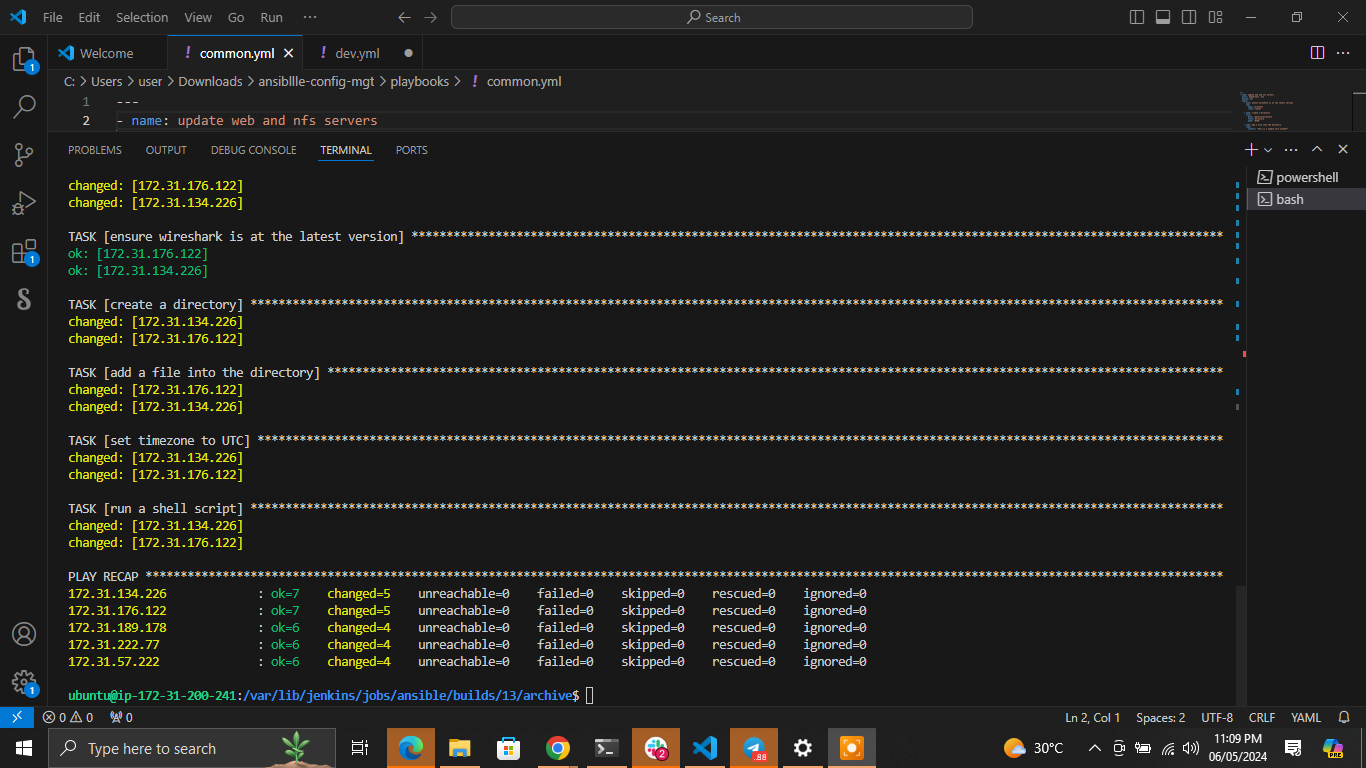 File Edit Selection View Go Run ··· Search
Welcome ! common.yml ! dev.yml
C: > Users > user > Downloads > ansibllle-config-mgt > playbooks > ! common.yml
1 ---
2 - name: update web and nfs servers
PROBLEMS OUTPUT DEBUG CONSOLE TERMINAL PORTS
powershell
bash
changed: [172.31.176.122]
changed: [172.31.134.226]
TASK [ensure wireshark is at the latest version] ********************************************************************************************************************
ok: [172.31.176.122]
ok: [172.31.134.226]
TASK [create a directory] *******************************************************************************************************************************************
changed: [172.31.134.226]
changed: [172.31.176.122]
TASK [add a file into the directory] ********************************************************************************************************************************
changed: [172.31.176.122]
changed: [172.31.134.226]
TASK [set timezone to UTC] ******************************************************************************************************************************************
changed: [172.31.134.226]
changed: [172.31.176.122]
TASK [run a shell script] *******************************************************************************************************************************************
changed: [172.31.134.226]
changed: [172.31.176.122]
PLAY RECAP **********************************************************************************************************************************************************
172.31.134.226 : ok=7 changed=5 unreachable=0 failed=0 skipped=0 rescued=0 ignored=0
172.31.176.122 : ok=7 changed=5 unreachable=0 failed=0 skipped=0 rescued=0 ignored=0
172.31.189.178 : ok=6 changed=4 unreachable=0 failed=0 skipped=0 rescued=0 ignored=0
172.31.222.77 : ok=6 changed=4 unreachable=0 failed=0 skipped=0 rescued=0 ignored=0
172.31.57.222 : ok=6 changed=4 unreachable=0 failed=0 skipped=0 rescued=0 ignored=0
ubuntu@ip-172-31-200-241:/var/lib/jenkins/jobs/ansible/builds/13/archive$
0 0 0 Ln 2, Col 1 Spaces: 2 UTF-8 CRLF YAML
Type here to search 2 .88 30°C 11:09 PM PRE
06/05/2024